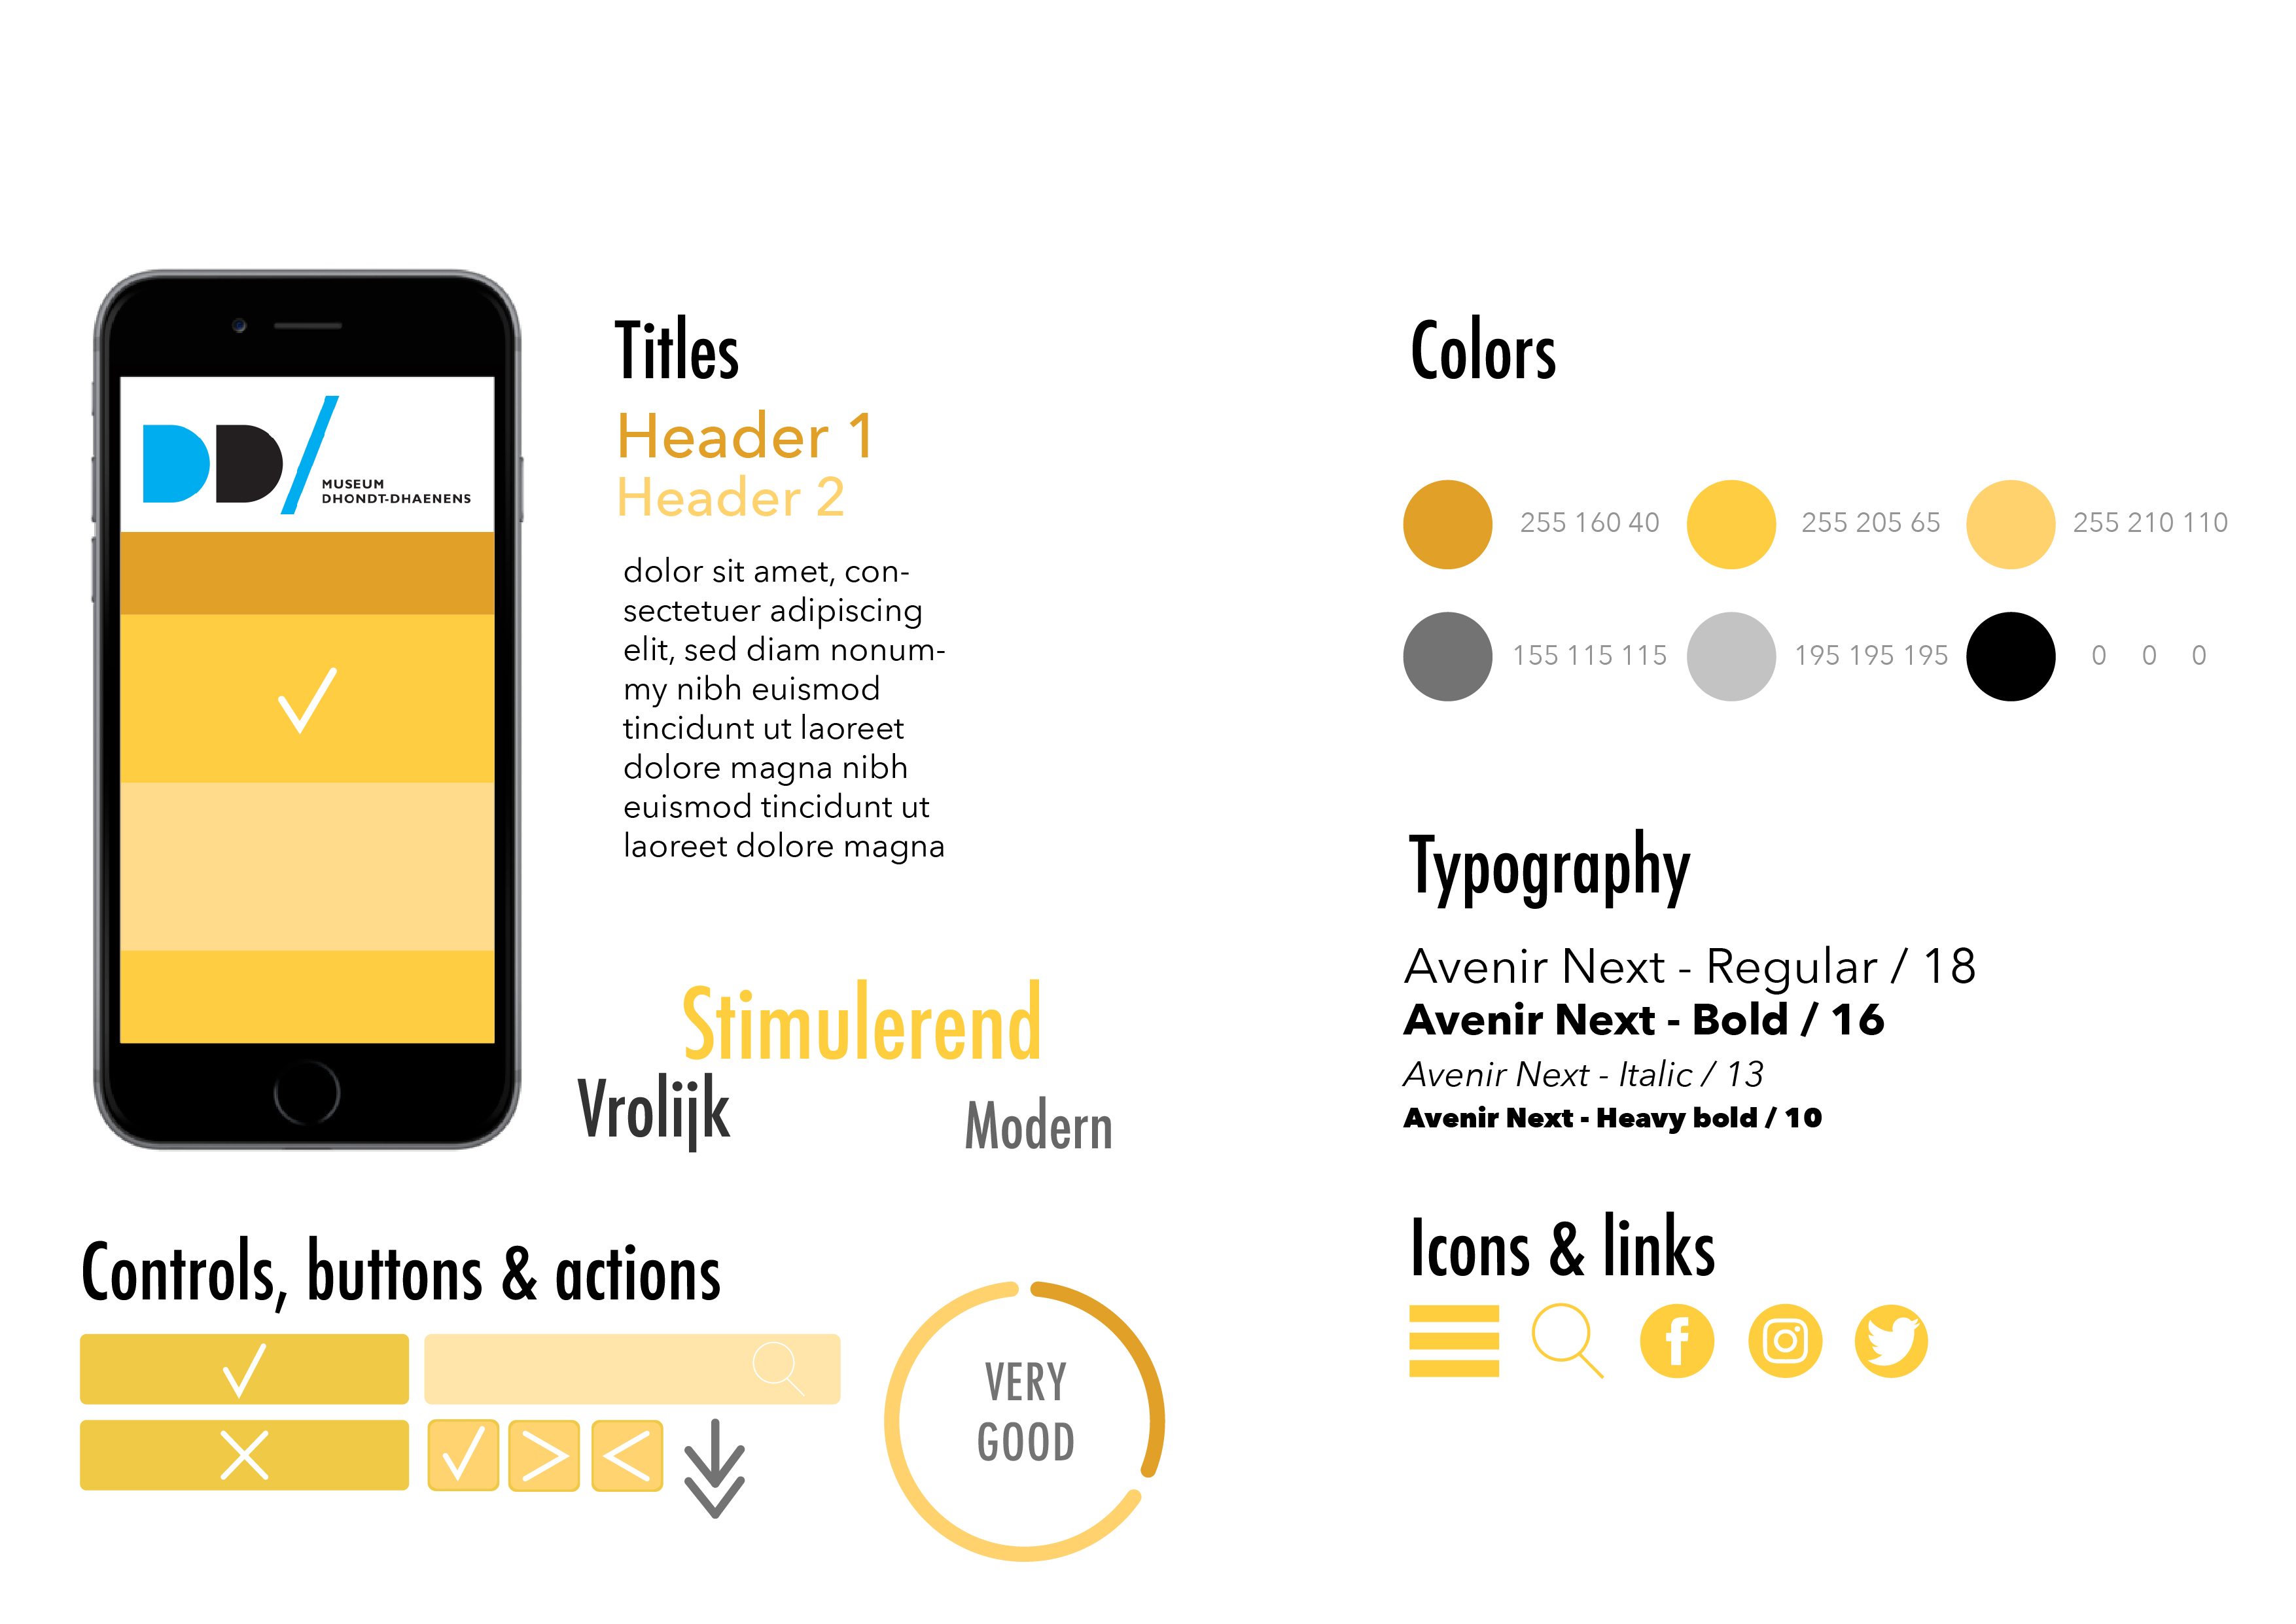 MUSEUM
DHONDT-DHAENENS
Titles
Header 1
Header 2
dolor sit amet, con-
sectetuer adipiscing
elit, sed diam nonum-
my nibh euismod
tincidunt ut laoreet
dolore magna nibh
euismod tincidunt ut
laoreet dolore magna
Stimulerend
Vrolijk
Modern
Controls, buttons & actions
VERY
GOOD
Colors
255 160 40
255 205 65
255 210 110
155 115 115
195 195 195
0 0 0
Typography
Avenir Next - Regular / 18
Avenir Next - Bold / 16
Avenir Next - Italic / 13
Avenir Next - Heavy bold / 10
Icons & links